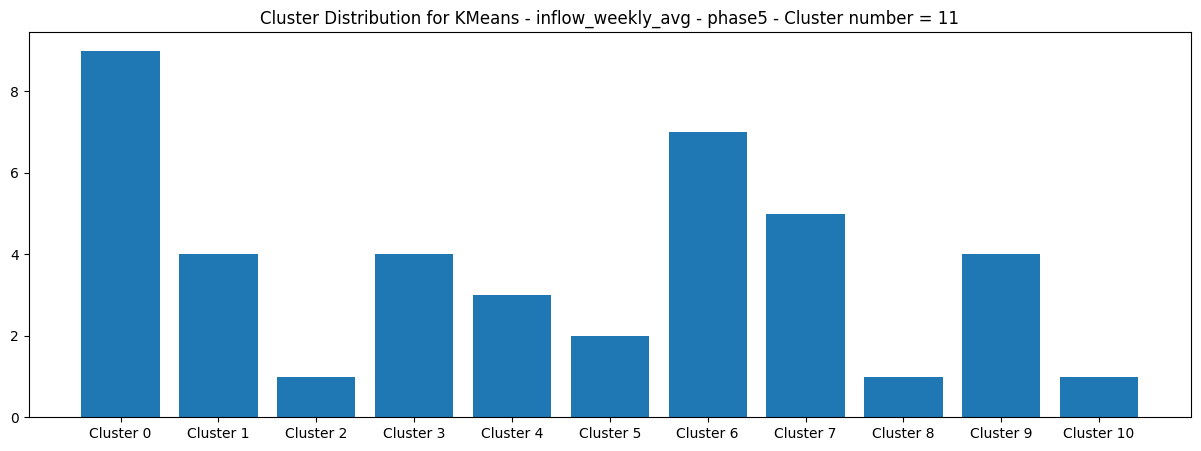 Cluster Distribution for KMeans - inflow_weekly_avg - phase5 - Cluster number = 11
8
6
4
2
0
Cluster 0 Cluster 1 Cluster 2 Cluster 3 Cluster 4 Cluster 5 Cluster 6 Cluster 7 Cluster 8 Cluster 9 Cluster 10